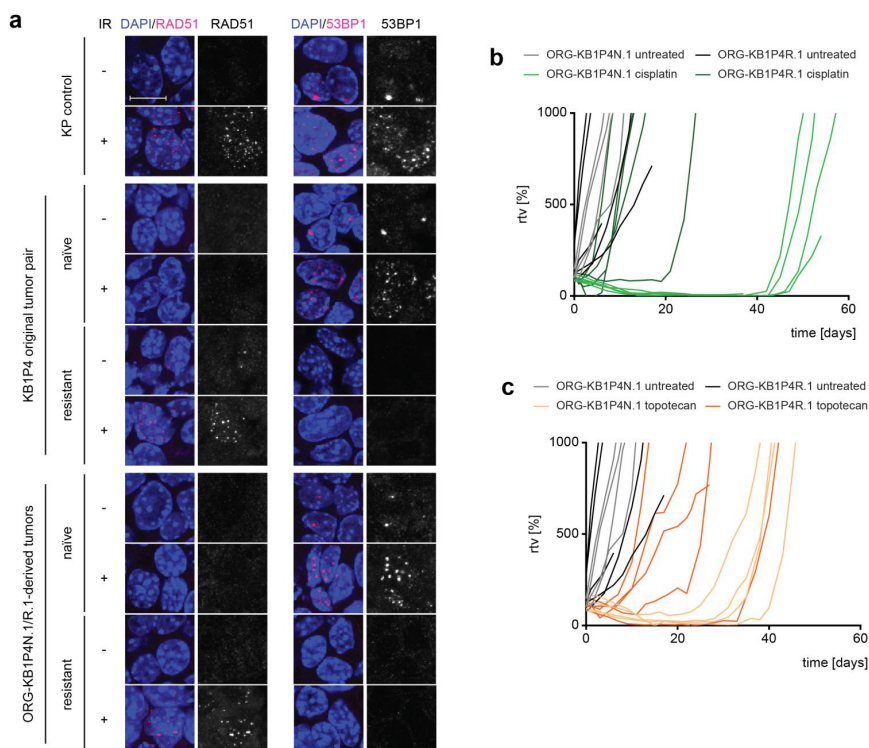 a
IR DAPI/RAD51 RAD51 DAPI/53BP1 53BP1
KP control
-
+
KB1P4 original tumor pair
naïve
-
+
resistant
-
+
ORG-KB1P4N.1/R.1-derived tumors
naïve
-
+
resistant
-
+
b
ORG-KB1P4N.1 untreated ORG-KB1P4R.1 untreated
ORG-KB1P4N.1 cisplatin ORG-KB1P4R.1 cisplatin
1000
500
0
rtv [%]
0 20 40 60
time [days]
c
ORG-KB1P4N.1 untreated ORG-KB1P4R.1 untreated
ORG-KB1P4N.1 topotecan ORG-KB1P4R.1 topotecan
1000
500
0
rtv [%]
0 20 40 60
time [days]